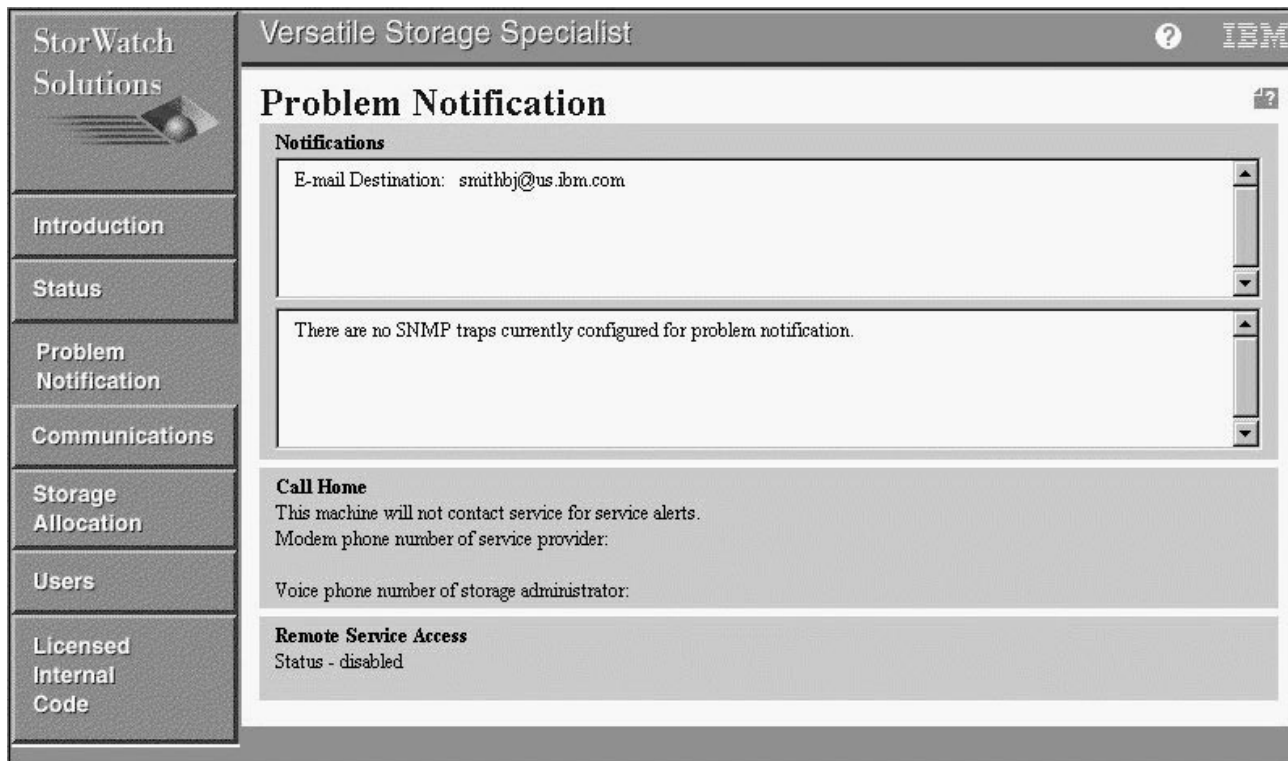 StorWatch
Solutions
Versatile Storage Specialist
?
IBM
Introduction
Status
Problem
Notification
Communications
Storage
Allocation
Users
Licensed
Internal
Code
Problem Notification
?
Notifications
E-mail Destination: smithbj@us.ibm.com
There are no SNMP traps currently configured for problem notification.
Call Home
This machine will not contact service for service alerts.
Modem phone number of service provider:
Voice phone number of storage administrator:
Remote Service Access
Status - disabled